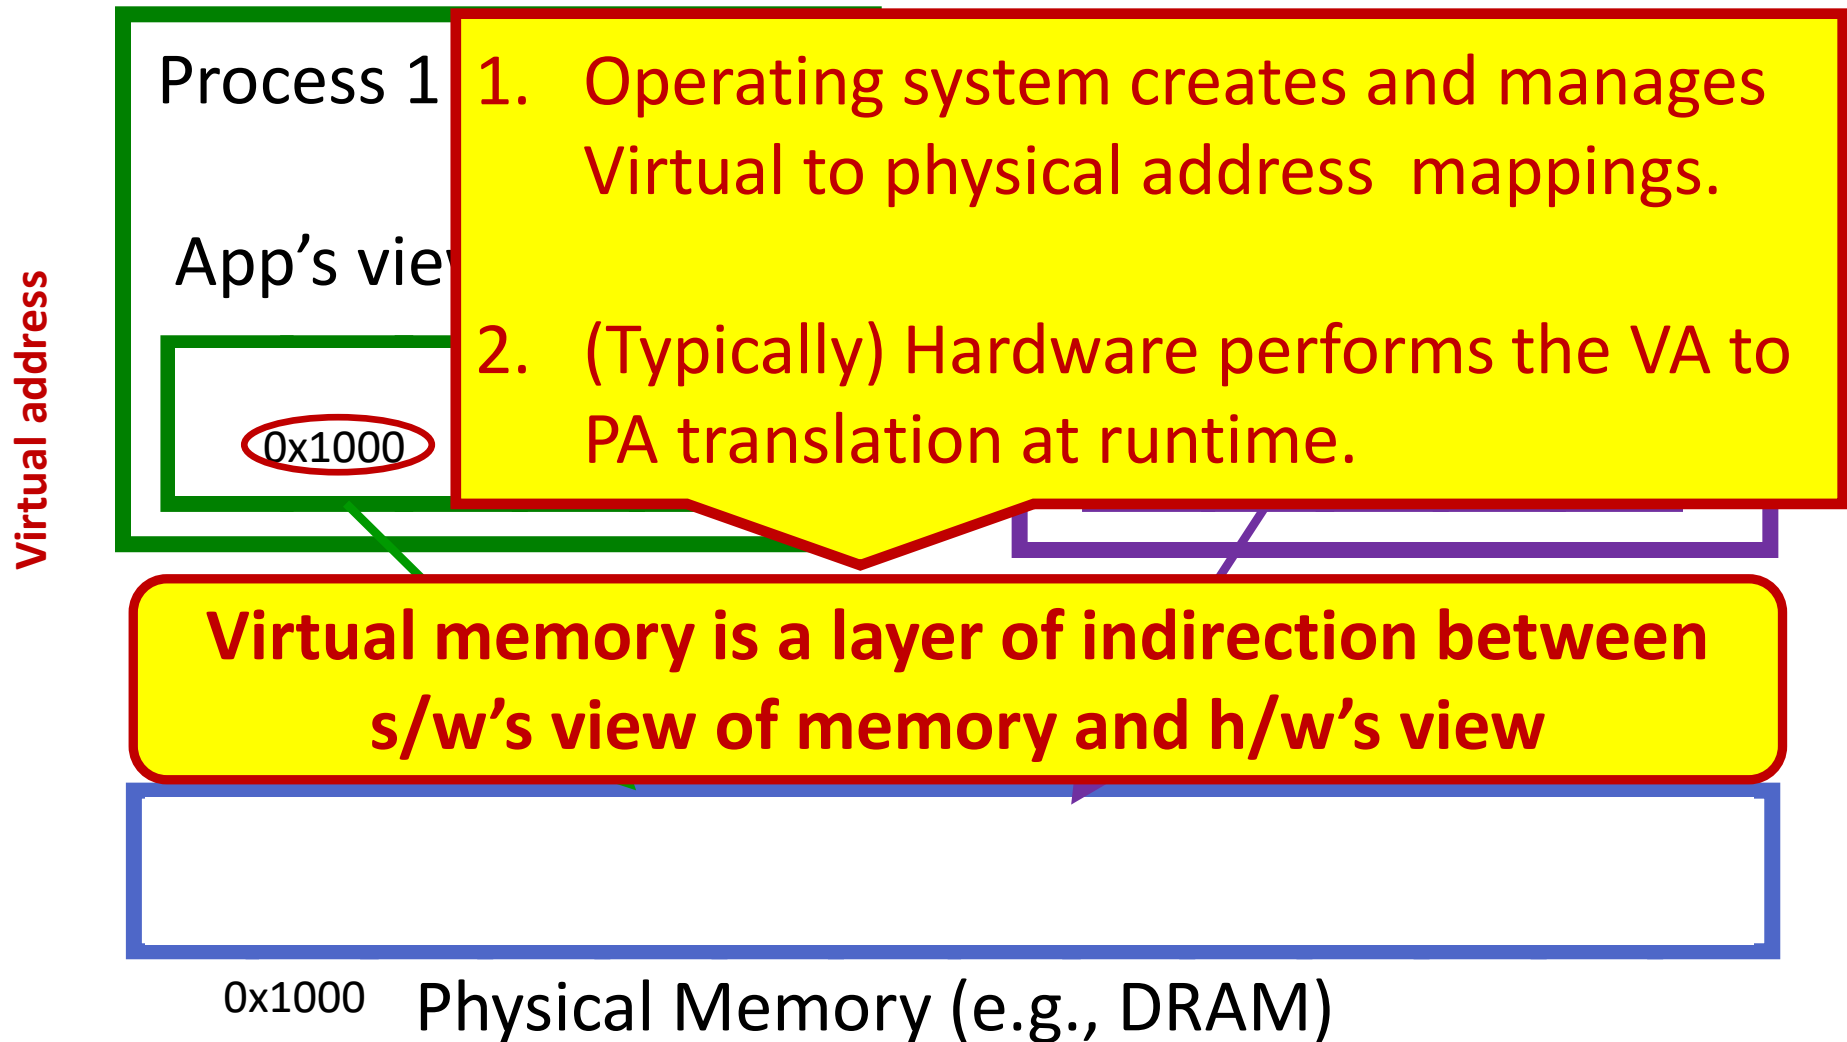 Process 1
App's vie
Virtual address
0x1000
1. Operating system creates and manages
Virtual to physical address mappings.
2. (Typically) Hardware performs the VA to
PA translation at runtime.
Virtual memory is a layer of indirection between
s/w's view of memory and h/w's view
0x1000
Physical Memory (e.g., DRAM)